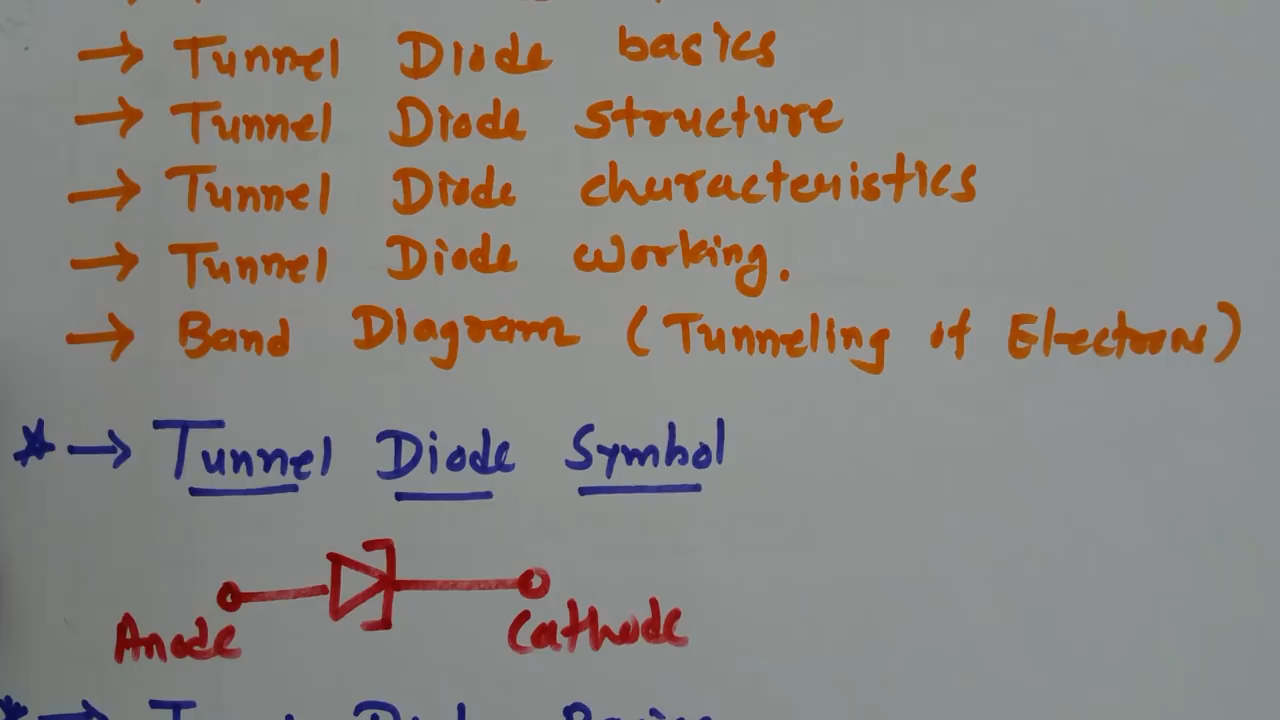 → Tunnel Diode basics
→ Tunnel Diode structure
→ Tunnel Diode characteristics
→ Tunnel Diode working.
→ Band Diagram (Tunneling of Electrons)
* → Tunnel Diode Symbol
Anode Cathode